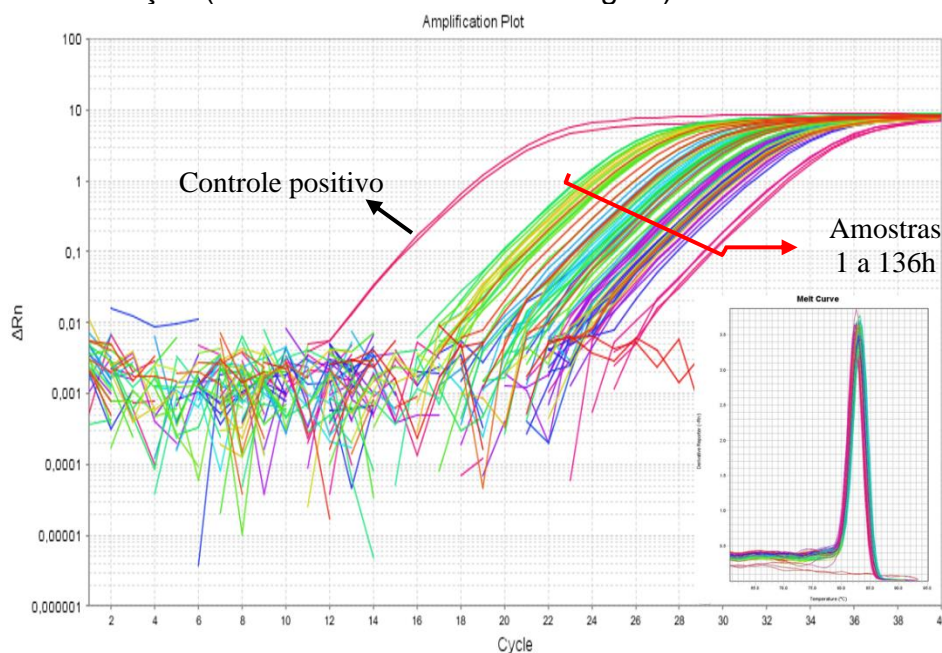 Amplification Plot
100
10
1
0,1
0,01
0,001
0,0001
0,00001
0,000001
ΔRn
Controle positivo
Amostras
1 a 136h
Melt Curve
Temperature (°C)
2 4 6 8 10 12 14 16 18 20 22 24 26 28 30 32 34 36 38 4
Cycle